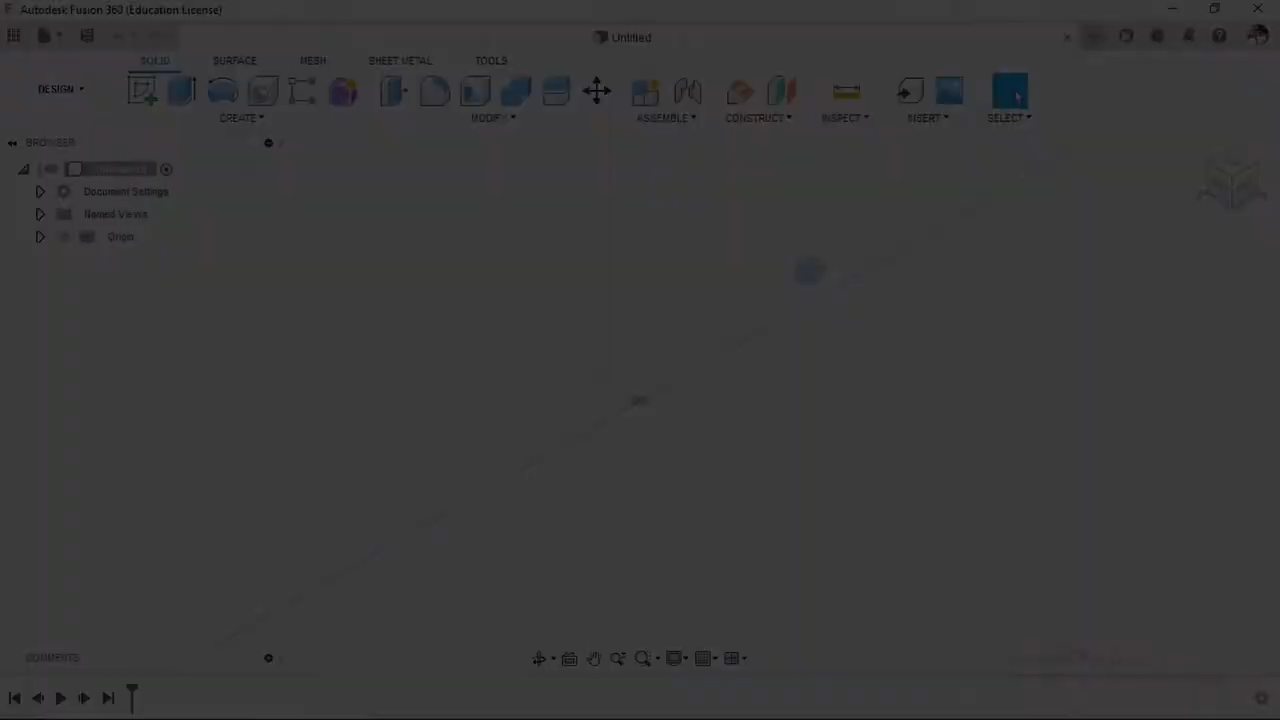 Autodesk Fusion 360 (Education License)
Untitled
SOLID
SURFACE
MESH
SHEET METAL
TOOLS
DESIGN
CREATE
MODIFY
ASSEMBLE
CONSTRUCT
INSPECT
INSERT
SELECT
BROWSER
Document Settings
Named Views
Origin
COMMENTS